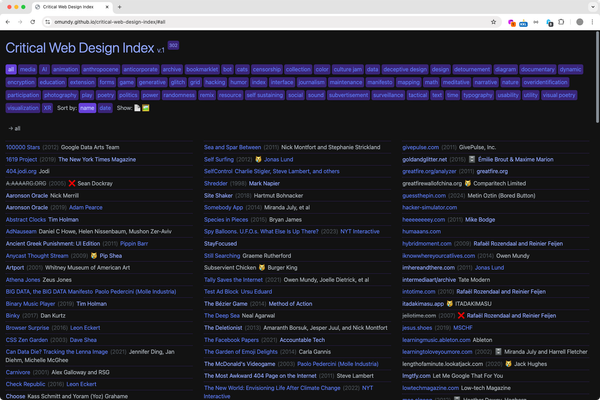 Critical Web Design Index
omundy.github.io/critical-web-design-index/#all
Critical Web Design Index v.1
all media AI animation anthropocene anticorporate archive bookmarklet bot cats censorship collection color culture jam data deceptive design design detournement diagram documentary dynamic
encryption education extension forms game generative glitch grid hacking humor index interface journalism maintenance manifesto mapping math meditative narrative nature overidentification
participation photography play poetry politics power randomness remix resource self sustaining social sound subvertisement surveillance tactical text time typography usability utility visual poetry
visualization XR Sort by: name date Show:
→ all
100000 Stars (2012) Google Data Arts Team
1619 Project (2019) The New York Times Magazine
404.jodi.org Jodi
A.AAAARG.ORG (2005) Sean Dockray
Aaronson Oracle Nick Merrill
Aaronson Oracle (2019) Adam Pearce
Abstract Clocks Tim Holman
AdNauseam Daniel C Howe, Helen Nissenbaum, Mushon Zer-Aviv
Ancient Greek Punishment: UI Edition (2011) Pippin Barr
Anycast Thought Stream (2009) Pip Shea
Artport (2001) Whitney Museum of American Art
Athena Jones Zeus Jones
BIG DATA, the BIG DATA Manifesto Paolo Pedercini (Molle Industria)
Binary Music Player (2019) Tim Holman
Binky (2017) Dan Kurtz
Browser Surprise (2016) Leon Eckert
CSS Zen Garden (2003) Dave Shea
Can Data Die? Tracking the Lenna Image (2021) Jennifer Ding, Jan
Diehm, Michelle McGhee
Carnivore (2001) Alex Galloway and RSG
Check Republic (2016) Leon Eckert
Choose Kass Schmitt and Yoram (Yoz) Grahame
Sea and Spar Between (2011) Nick Montfort and Stephanie Strickland
Self Surfing (2012) Jonas Lund
SelfControl Charlie Stigler, Steve Lambert, and others
Shredder (1998) Mark Napier
Site Shaker (2016) Hartmut Bohnacker
Somebody App (2014) Miranda July, et al
Species in Pieces (2015) Bryan James
Spy Balloons. U.F.O.s. What Else Is Up There? (2023) NYT Interactive
StayFocused
Still Searching Graeme Rutherford
Subservient Chicken Burger King
Tally Saves the Internet (2021) Owen Mundy, Joelle Dietrick, et al
Test Ad Block Ursu Eduard
The Bézier Game (2014) Method of Action
The Deep Sea Neal Agarwal
The Deletionist (2013) Amaranth Borsuk, Jesper Juul, and Nick Montfort
The Facebook Papers (2021) Accountable Tech
The Garden of Emoji Delights (2014) Carla Gannis
The McDonald's Videogame (2003) Paolo Pedercini (Molle Industria)
The Most Awkward 404 Page on the Internet (2011) Steve Lambert
The New World: Envisioning Life After Climate Change (2022) NYT
Interactive
givepulse.com (2011) GivePulse, Inc.
goldandglitter.net (2015) Émilie Brout & Maxime Marion
greatfire.org/analyzer (2011) greatfire.org
greatfirewallofchina.org Comparitech Limited
guessthepin.com (2024) Metin Oztin (Bored Button)
hacker-simulator.com
heeeeeeeey.com (2011) Mike Bodge
humaaans.com
hybridmoment.com (2009) Rafaël Rozendaal and Reinier Feijen
iknowwhereyourcatlives.com (2014) Owen Mundy
imhereandthere.com (2011) Jonas Lund
intermediaart/archive Tate Modern
intotime.com (2010) Rafaël Rozendaal and Reinier Feijen
itadakimasu.app ITADAKIMASU
jellotime.com (2007) Rafaël Rozendaal and Reinier Feijen
jesus.shoes (2019) MSCHF
learningmusic.ableton.com Ableton
learningtoloveyoumore.com (2002) Miranda July and Harrell Fletcher
lengthofaminute.lookatjack.com (2020) Jack Hughes
lmgtfy.com Let Me Google That For You
lowtechmagazine.com Low-tech Magazine